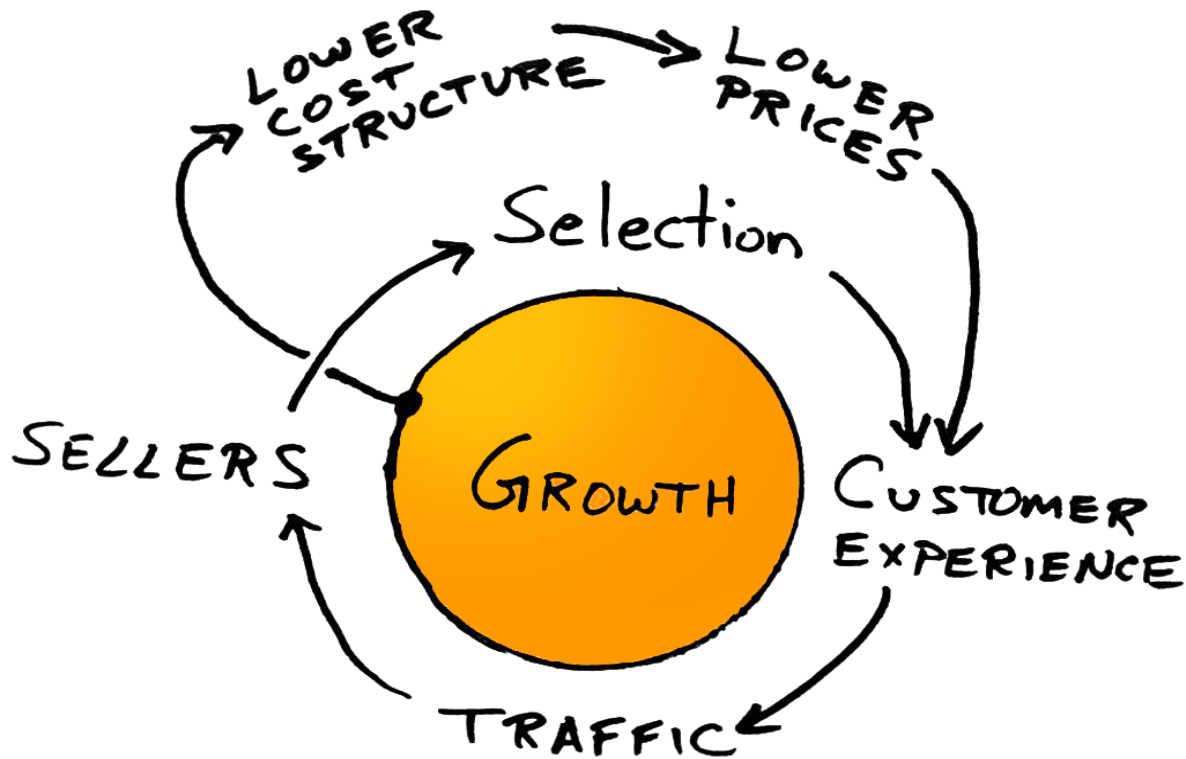 LOWER
COST
STRUCTURE
LOWER
PRICES
Selection
SELLERS
GROWTH
CUSTOMER
EXPERIENCE
TRAFFIC